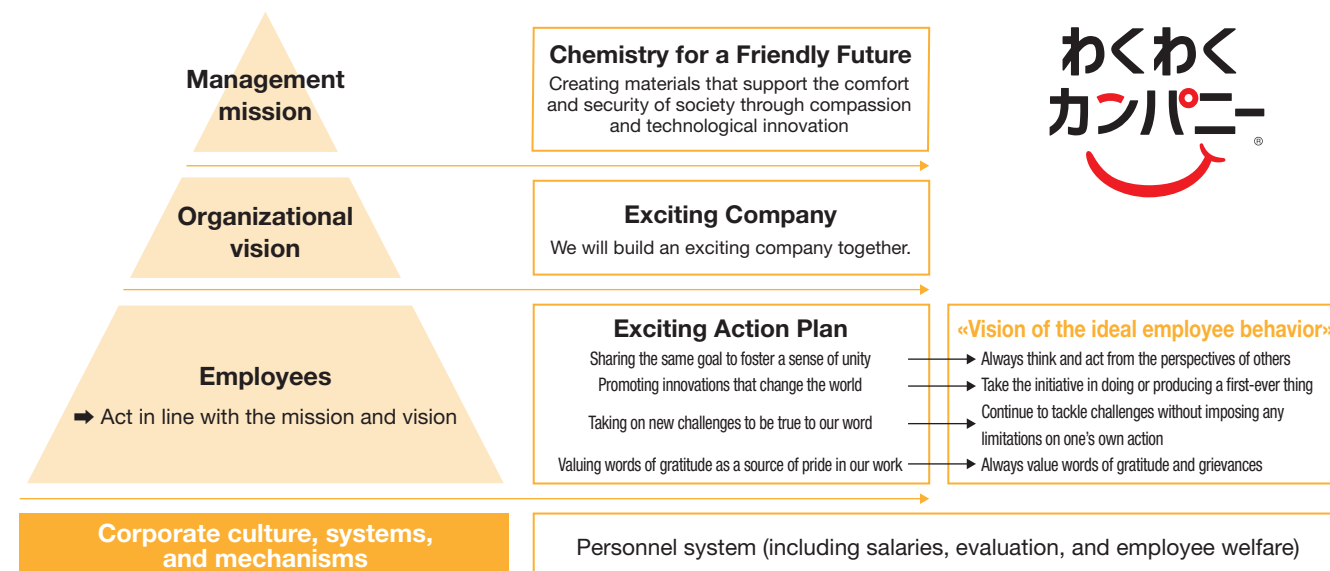 Management
mission
Chemistry for a Friendly Future
Creating materials that support the comfort
and security of society through compassion
and technological innovation
わくわく
カンパニー
®
Organizational
vision
Exciting Company
We will build an exciting company together.
Employees
➡ Act in line with the mission and vision
Exciting Action Plan
Sharing the same goal to foster a sense of unity
Promoting innovations that change the world
Taking on new challenges to be true to our word
Valuing words of gratitude as a source of pride in our work
«Vision of the ideal employee behavior»
Always think and act from the perspectives of others
Take the initiative in doing or producing a first-ever thing
Continue to tackle challenges without imposing any
limitations on one's own action
Always value words of gratitude and grievances
Corporate culture, systems,
and mechanisms
Personnel system (including salaries, evaluation, and employee welfare)